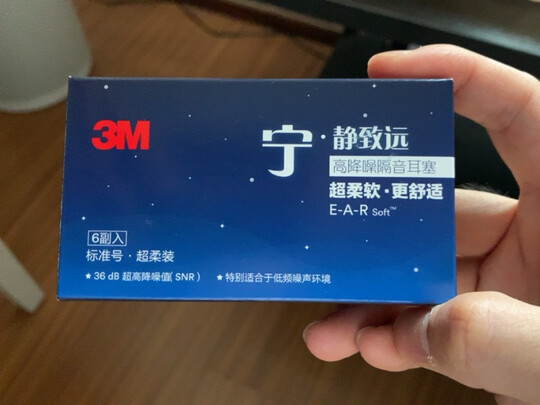 3M
宁·静致远
高降噪隔音耳塞
超柔软·更舒适
E-A-R Soft™
6副入
标准号·超柔装
★ 36 dB 超高降噪值( SNR ) ★ 特别适合于低频噪声环境